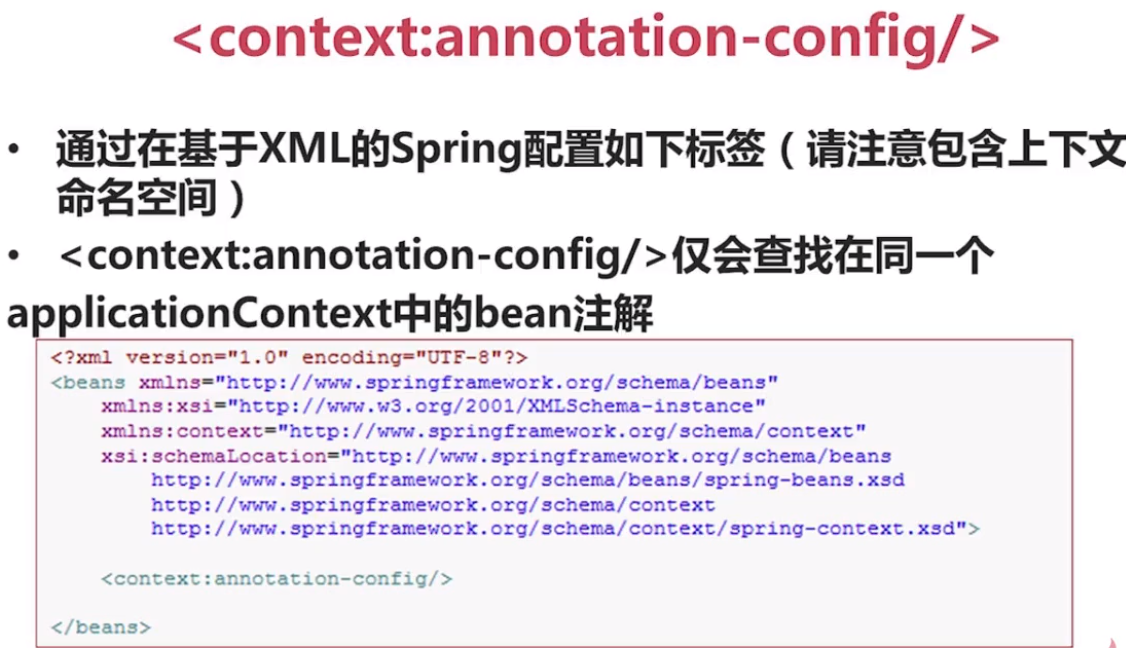 <context:annotation-config/>
• 通过在基于XML的Spring配置如下标签（请注意包含上下文
命名空间）
• <context:annotation-config/>仅会查找在同一个
applicationContext中的bean注解
<?xml version="1.0" encoding="UTF-8"?>
<beans xmlns="http://www.springframework.org/schema/beans"
    xmlns:xsi="http://www.w3.org/2001/XMLSchema-instance"
    xmlns:context="http://www.springframework.org/schema/context"
    xsi:schemaLocation="http://www.springframework.org/schema/beans
        http://www.springframework.org/schema/beans/spring-beans.xsd
        http://www.springframework.org/schema/context
        http://www.springframework.org/schema/context/spring-context.xsd">
    <context:annotation-config/>
</beans>